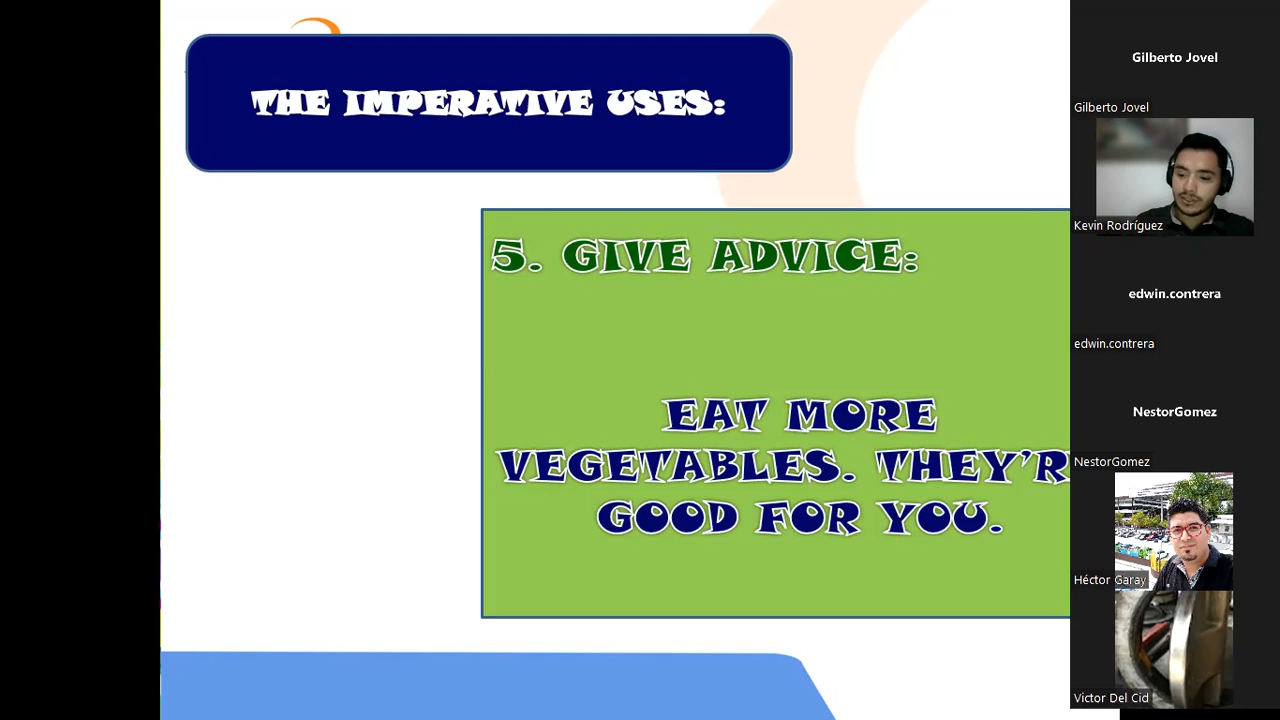 THE IMPERATIVE USES:
5. GIVE ADVICE:
EAT MORE
VEGETABLES. THEY'R
GOOD FOR YOU.
Gilberto Jovel
Gilberto Jovel
Kevin Rodríguez
edwin.contrera
edwin.contrera
NestorGomez
NestorGomez
Héctor Garay
Victor Del Cid